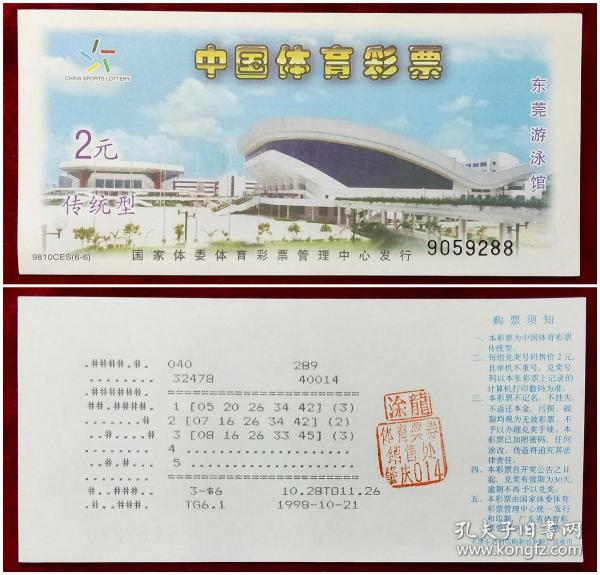 CHINA SPORTS LOTTERY
中国体育彩票
东莞游泳馆
2元
传统型
9810CES(6-6)
国家体委体育彩票管理中心发行
9059288
040 289
32478 40014
1 [05 20 26 34 42] (3)
2 [07 16 26 34 42] (2)
3 [08 16 26 33 45] (3)
4
5
3-$6 10.28TO11.26
TG6.1 1998-10-21
涂龍
体育奖券
销售处
肇庆014
购票须知
一、本彩票为中国体育彩票
传统型。
二、每组兑奖号码售价2元,
且单机不重号,兑奖号
码以本张彩票上记录的
计算机打印数码为准。
三、本彩票不记名,不挂失,
不返还本金,污损、破
裂均视为无效彩票,不
予以办理兑奖手续。本
彩票已加附密码,任何
涂改、伪造将追究其法
律责任。
四、本彩票自开奖公告之日
起,兑奖有效期为30天,
逾期不再予以兑奖。
五、本彩票由国家体委体育
彩票管理中心统一发行
和印制,广东省体育彩
孔夫子旧书网
www.kongfz.com